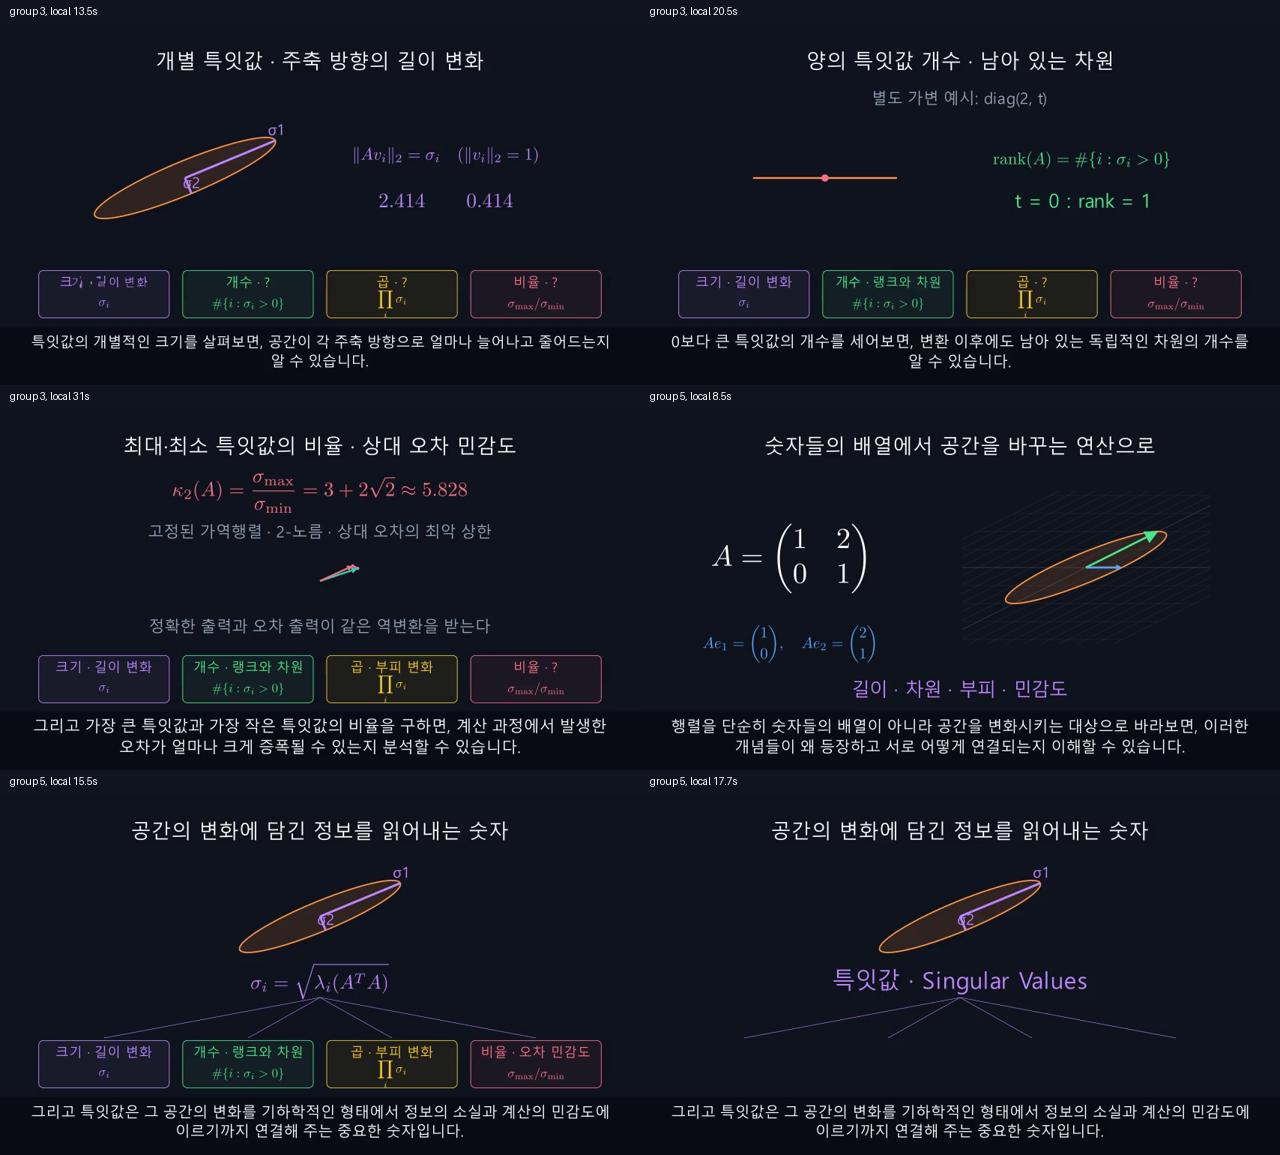 group 3, local 13.5s
개별 특잇값 · 주축 방향의 길이 변화
σ1
σ2
‖Av_i‖_2 = σ_i (‖v_i‖_2 = 1)
2.414 0.414
길이 변화
σ_i
개수 · ?
#{i : σ_i > 0}
곱 · ?
∏_i σ_i
비율 · ?
σ_max/σ_min
특잇값의 개별적인 크기를 살펴보면, 공간이 각 주축 방향으로 얼마나 늘어나고 줄어드는지
알 수 있습니다.
group 3, local 20.5s
양의 특잇값 개수 · 남아 있는 차원
별도 가변 예시: diag(2, t)
rank(A) = #{i : σ_i > 0}
t = 0 : rank = 1
크기 · 길이 변화
σ_i
개수 · 랭크와 차원
#{i : σ_i > 0}
곱 · ?
∏_i σ_i
비율 · ?
σ_max/σ_min
0보다 큰 특잇값의 개수를 세어보면, 변환 이후에도 남아 있는 독립적인 차원의 개수를
알 수 있습니다.
group 3, local 31s
최대·최소 특잇값의 비율 · 상대 오차 민감도
κ_2(A) = σ_max/σ_min = 3 + 2√2 ≈ 5.828
고정된 가역행렬 · 2-노름 · 상대 오차의 최악 상한
정확한 출력과 오차 출력이 같은 역변환을 받는다
크기 · 길이 변화
σ_i
개수 · 랭크와 차원
#{i : σ_i > 0}
곱 · 부피 변화
∏_i σ_i
비율 · ?
σ_max/σ_min
그리고 가장 큰 특잇값과 가장 작은 특잇값의 비율을 구하면, 계산 과정에서 발생한
오차가 얼마나 크게 증폭될 수 있는지 분석할 수 있습니다.
group 5, local 8.5s
숫자들의 배열에서 공간을 바꾸는 연산으로
A = (1 2
0 1)
Ae_1 = (1 0), Ae_2 = (2 1)
길이 · 차원 · 부피 · 민감도
행렬을 단순히 숫자들의 배열이 아니라 공간을 변화시키는 대상으로 바라보면, 이러한
개념들이 왜 등장하고 서로 어떻게 연결되는지 이해할 수 있습니다.
group 5, local 15.5s
공간의 변화에 담긴 정보를 읽어내는 숫자
σ1
σ2
σ_i = √λ_i(A^T A)
크기 · 길이 변화
σ_i
개수 · 랭크와 차원
#{i : σ_i > 0}
곱 · 부피 변화
∏_i σ_i
비율 · 오차 민감도
σ_max/σ_min
그리고 특잇값은 그 공간의 변화를 기하학적인 형태에서 정보의 소실과 계산의 민감도에
이르기까지 연결해 주는 중요한 숫자입니다.
group 5, local 17.7s
공간의 변화에 담긴 정보를 읽어내는 숫자
σ1
σ2
특잇값 · Singular Values
그리고 특잇값은 그 공간의 변화를 기하학적인 형태에서 정보의 소실과 계산의 민감도에
이르기까지 연결해 주는 중요한 숫자입니다.